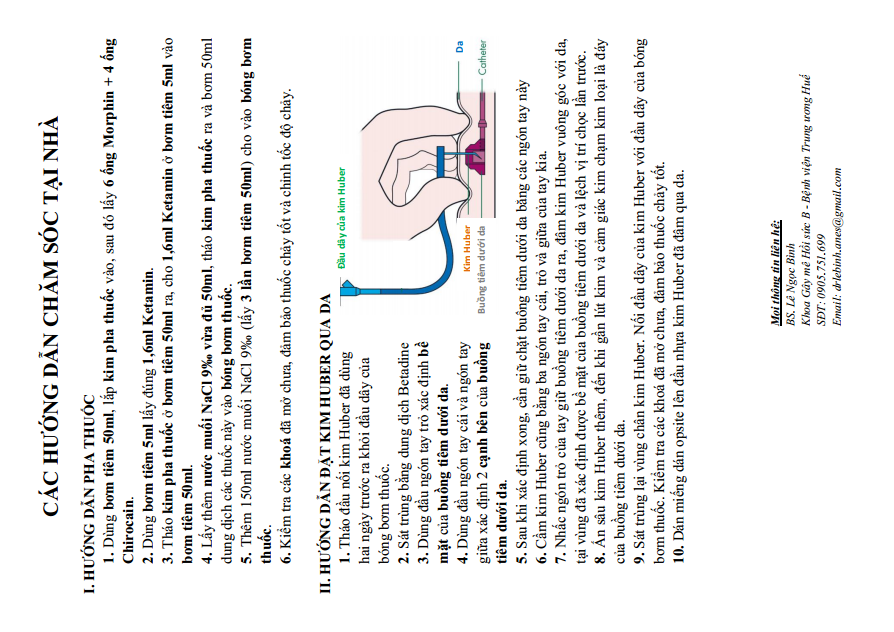 CÁC HƯỚNG DẪN CHĂM SÓC TẠI NHÀ
I. HƯỚNG DẪN PHA THUỐC
1. Dùng bơm tiêm 50ml, lắp kim pha thuốc vào, sau đó lấy 6 ống Morphin + 4 ống
Chirocain.
2. Dùng bơm tiêm 5ml lấy đúng 1,6ml Ketamin.
3. Tháo kim pha thuốc ở bơm tiêm 50ml ra, cho 1,6ml Ketamin ở bơm tiêm 5ml vào
bơm tiêm 50ml.
4. Lấy thêm nước muối NaCl 9‰ vừa đủ 50ml, tháo kim pha thuốc ra và bơm 50ml
dung dịch các thuốc này vào bóng bơm thuốc.
5. Thêm 150ml nước muối NaCl 9‰ (lấy 3 lần bơm tiêm 50ml) cho vào bóng bơm
thuốc.
6. Kiểm tra các khoá đã mở chưa, đảm bảo thuốc chảy tốt và chỉnh tốc độ chảy.
II. HƯỚNG DẪN ĐẶT KIM HUBER QUA DA
1. Tháo đầu nối kim Huber đã dùng
hai ngày trước ra khỏi đầu dây của
bóng bơm thuốc.
2. Sát trùng bằng dung dịch Betadine
3. Dùng đầu ngón tay trỏ xác định bề
mặt của buồng tiêm dưới da.
4. Dùng đầu ngón tay cái và ngón tay
giữa xác định 2 cạnh bên của buồng
tiêm dưới da.
Đầu dây của kim Huber
Kim Huber
Buồng tiêm dưới da
Da
Catheter
5. Sau khi xác định xong, cần giữ chặt buồng tiêm dưới da bằng các ngón tay này
6. Cầm kim Huber cũng bằng ba ngón tay cái, trỏ và giữa của tay kia.
7. Nhấc ngón trỏ của tay giữ buồng tiêm dưới da ra, đâm kim Huber vuông góc với da,
tại vùng đã xác định được bề mặt của buồng tiêm dưới da và lệch vị trí chọc lần trước.
8. Ấn sâu kim Huber thêm, đến khi gần lút kim và cảm giác kim chạm kim loại là đáy
của buồng tiêm dưới da.
9. Sát trùng lại vùng chân kim Huber. Nối đầu dây của kim Huber với đầu dây của bóng
bơm thuốc. Kiểm tra các khoá đã mở chưa, đảm bảo thuốc chảy tốt.
10. Dán miếng dán opsite lên đầu nhựa kim Huber đã đâm qua da.
Mọi thông tin liên hệ:
BS. Lê Ngọc Bình
Khoa Gây mê Hồi sức B - Bệnh viện Trung ương Huế
SDT: 0905.751.699
Email: drlebinh.anes@gmail.com